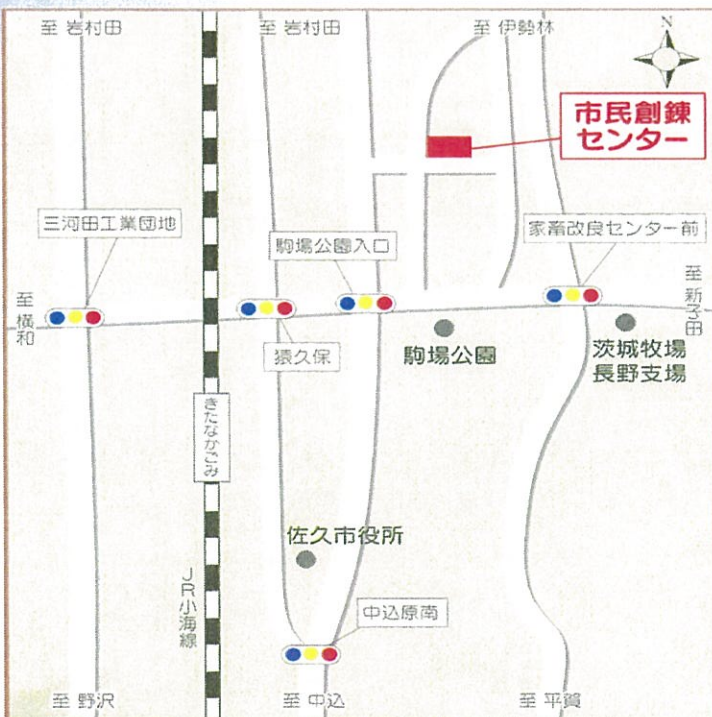 至 岩村田
至 岩村田
至 伊勢林
N
市民創錬
センター
三河田工業団地
駒場公園入口
家畜改良センター前
至 横和
至 新子田
猿久保
駒場公園
茨城牧場
長野支場
きたなかごみ
佐久市役所
JR小海線
中込原南
至 野沢
至 中込
至 平賀